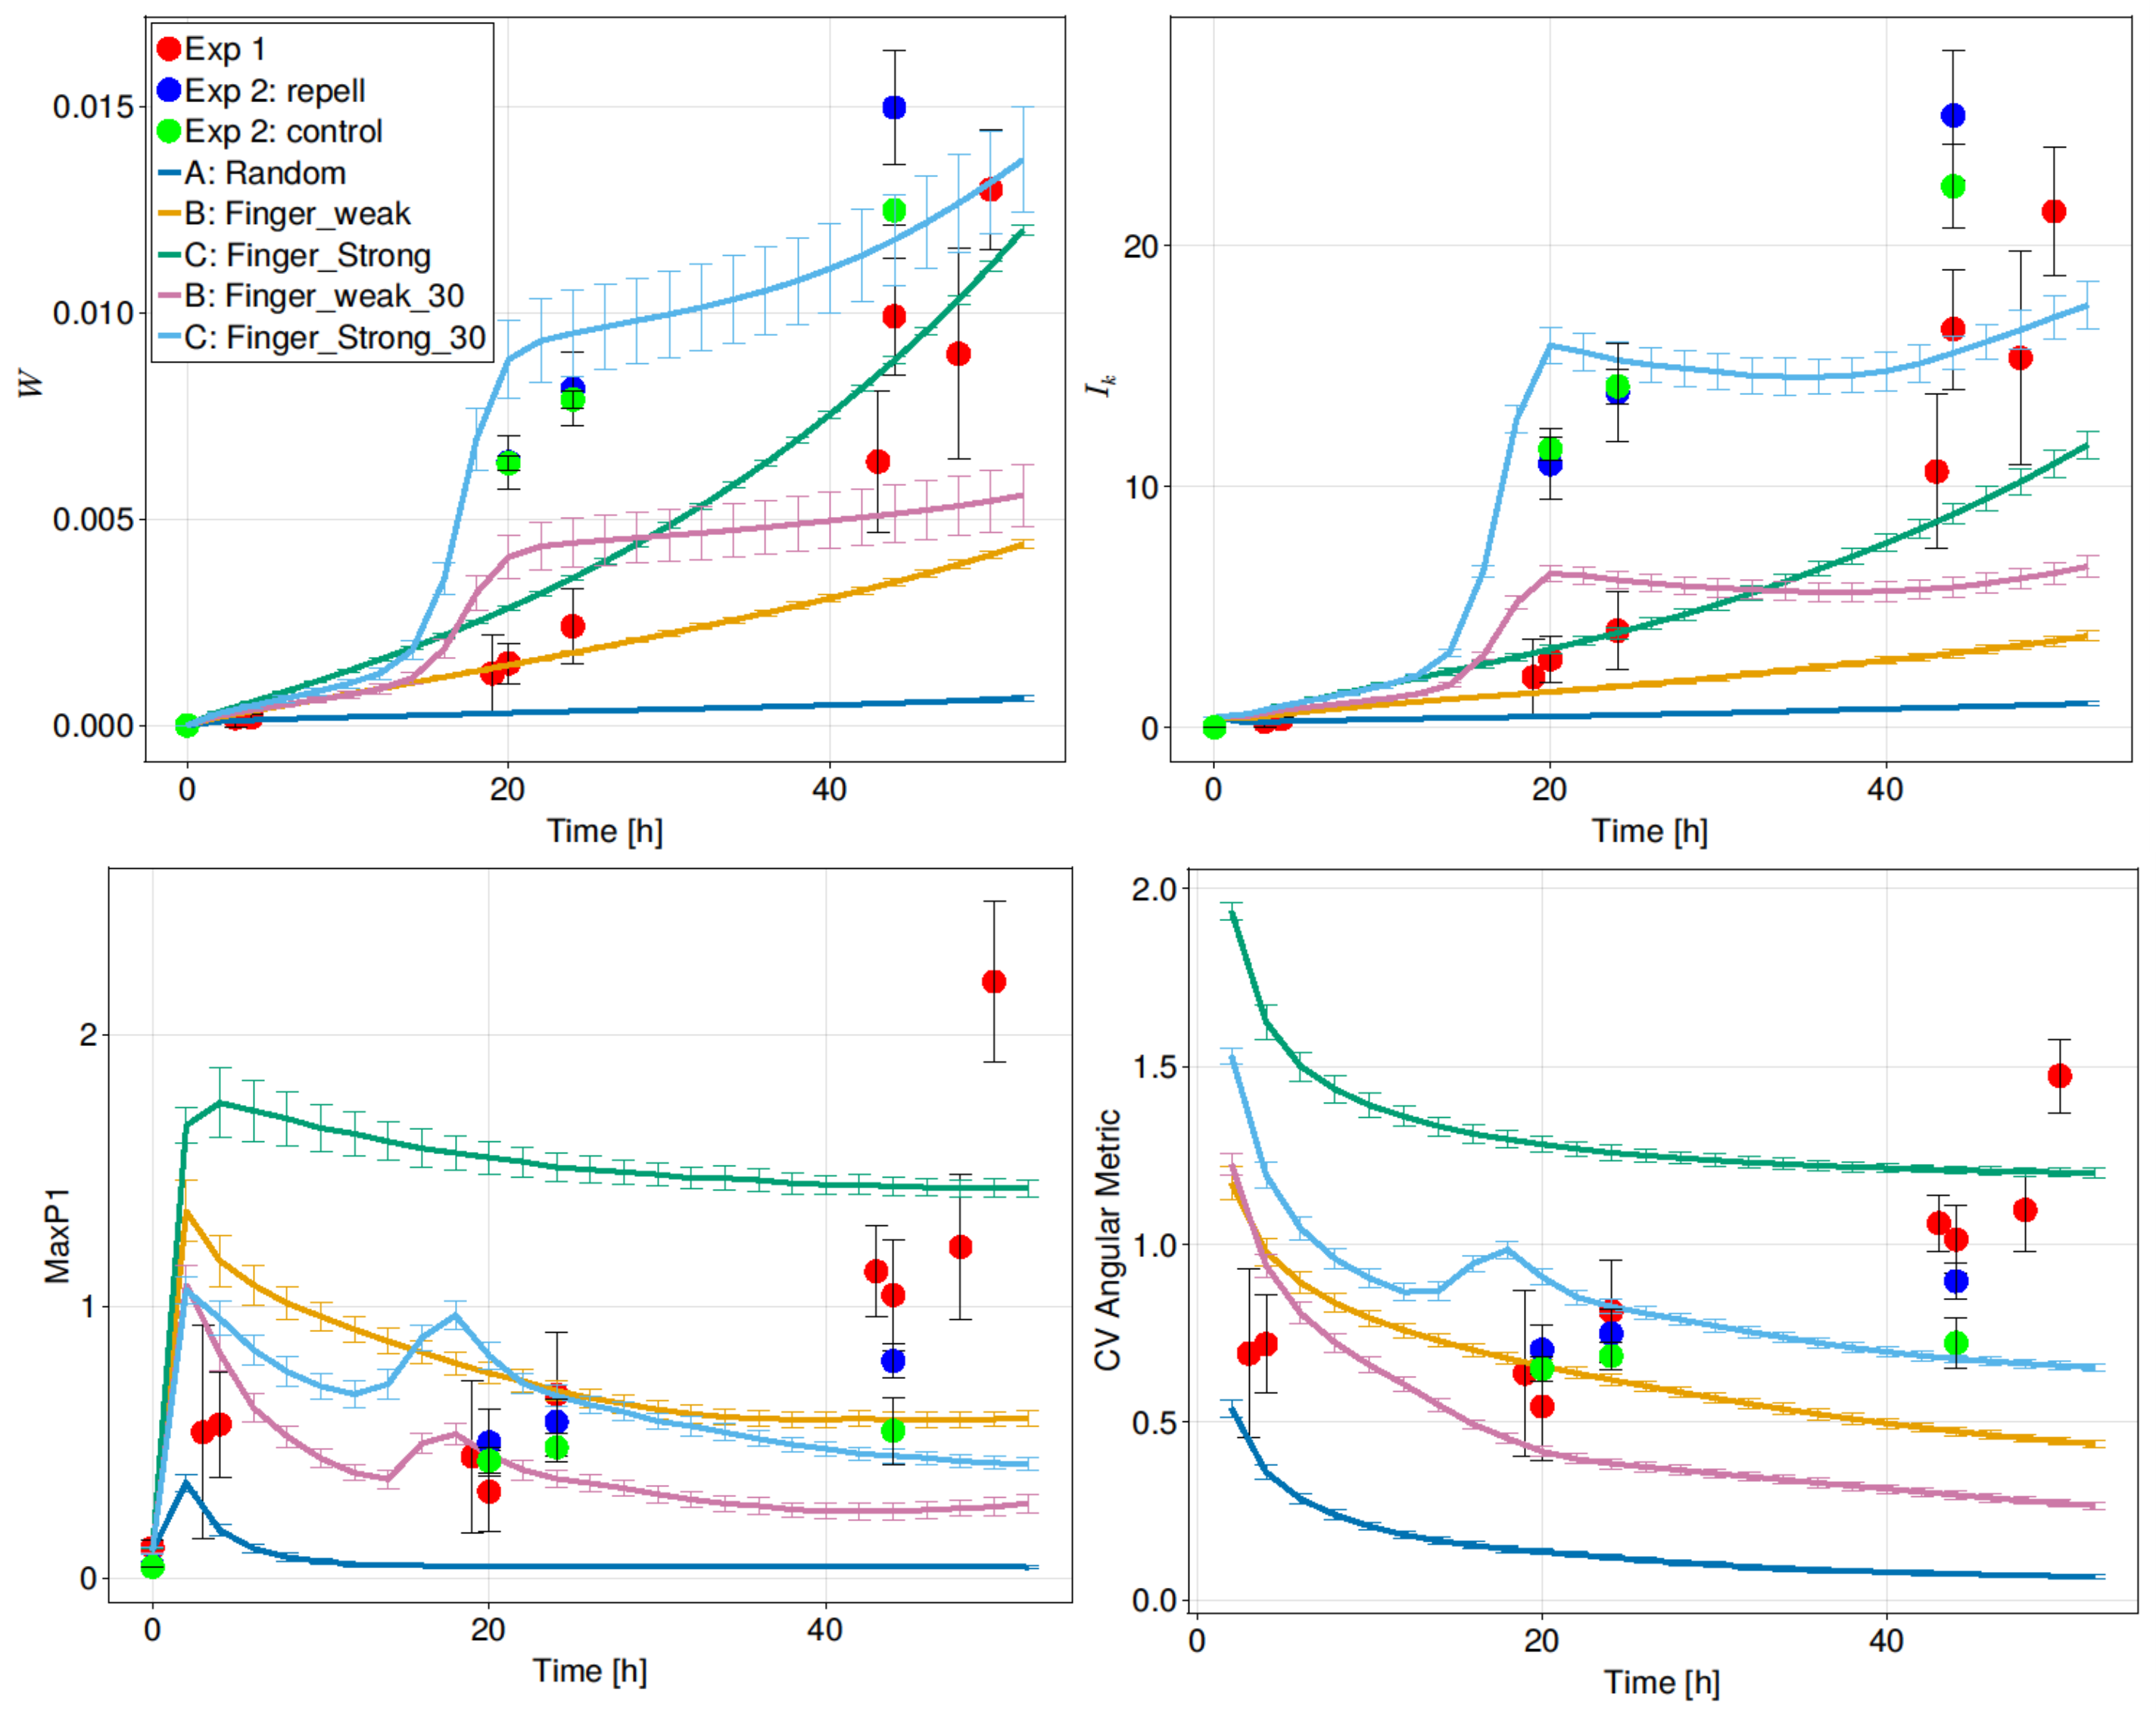 Exp 1
Exp 2: repell
Exp 2: control
A: Random
B: Finger_weak
C: Finger_Strong
B: Finger_weak_30
C: Finger_Strong_30
0.015
0.010
0.005
0.000
W
0
20
40
Time [h]
20
10
0
I_k
0
20
40
Time [h]
2
1
0
MaxP1
0
20
40
Time [h]
2.0
1.5
1.0
0.5
0.0
CV Angular Metric
0
20
40
Time [h]